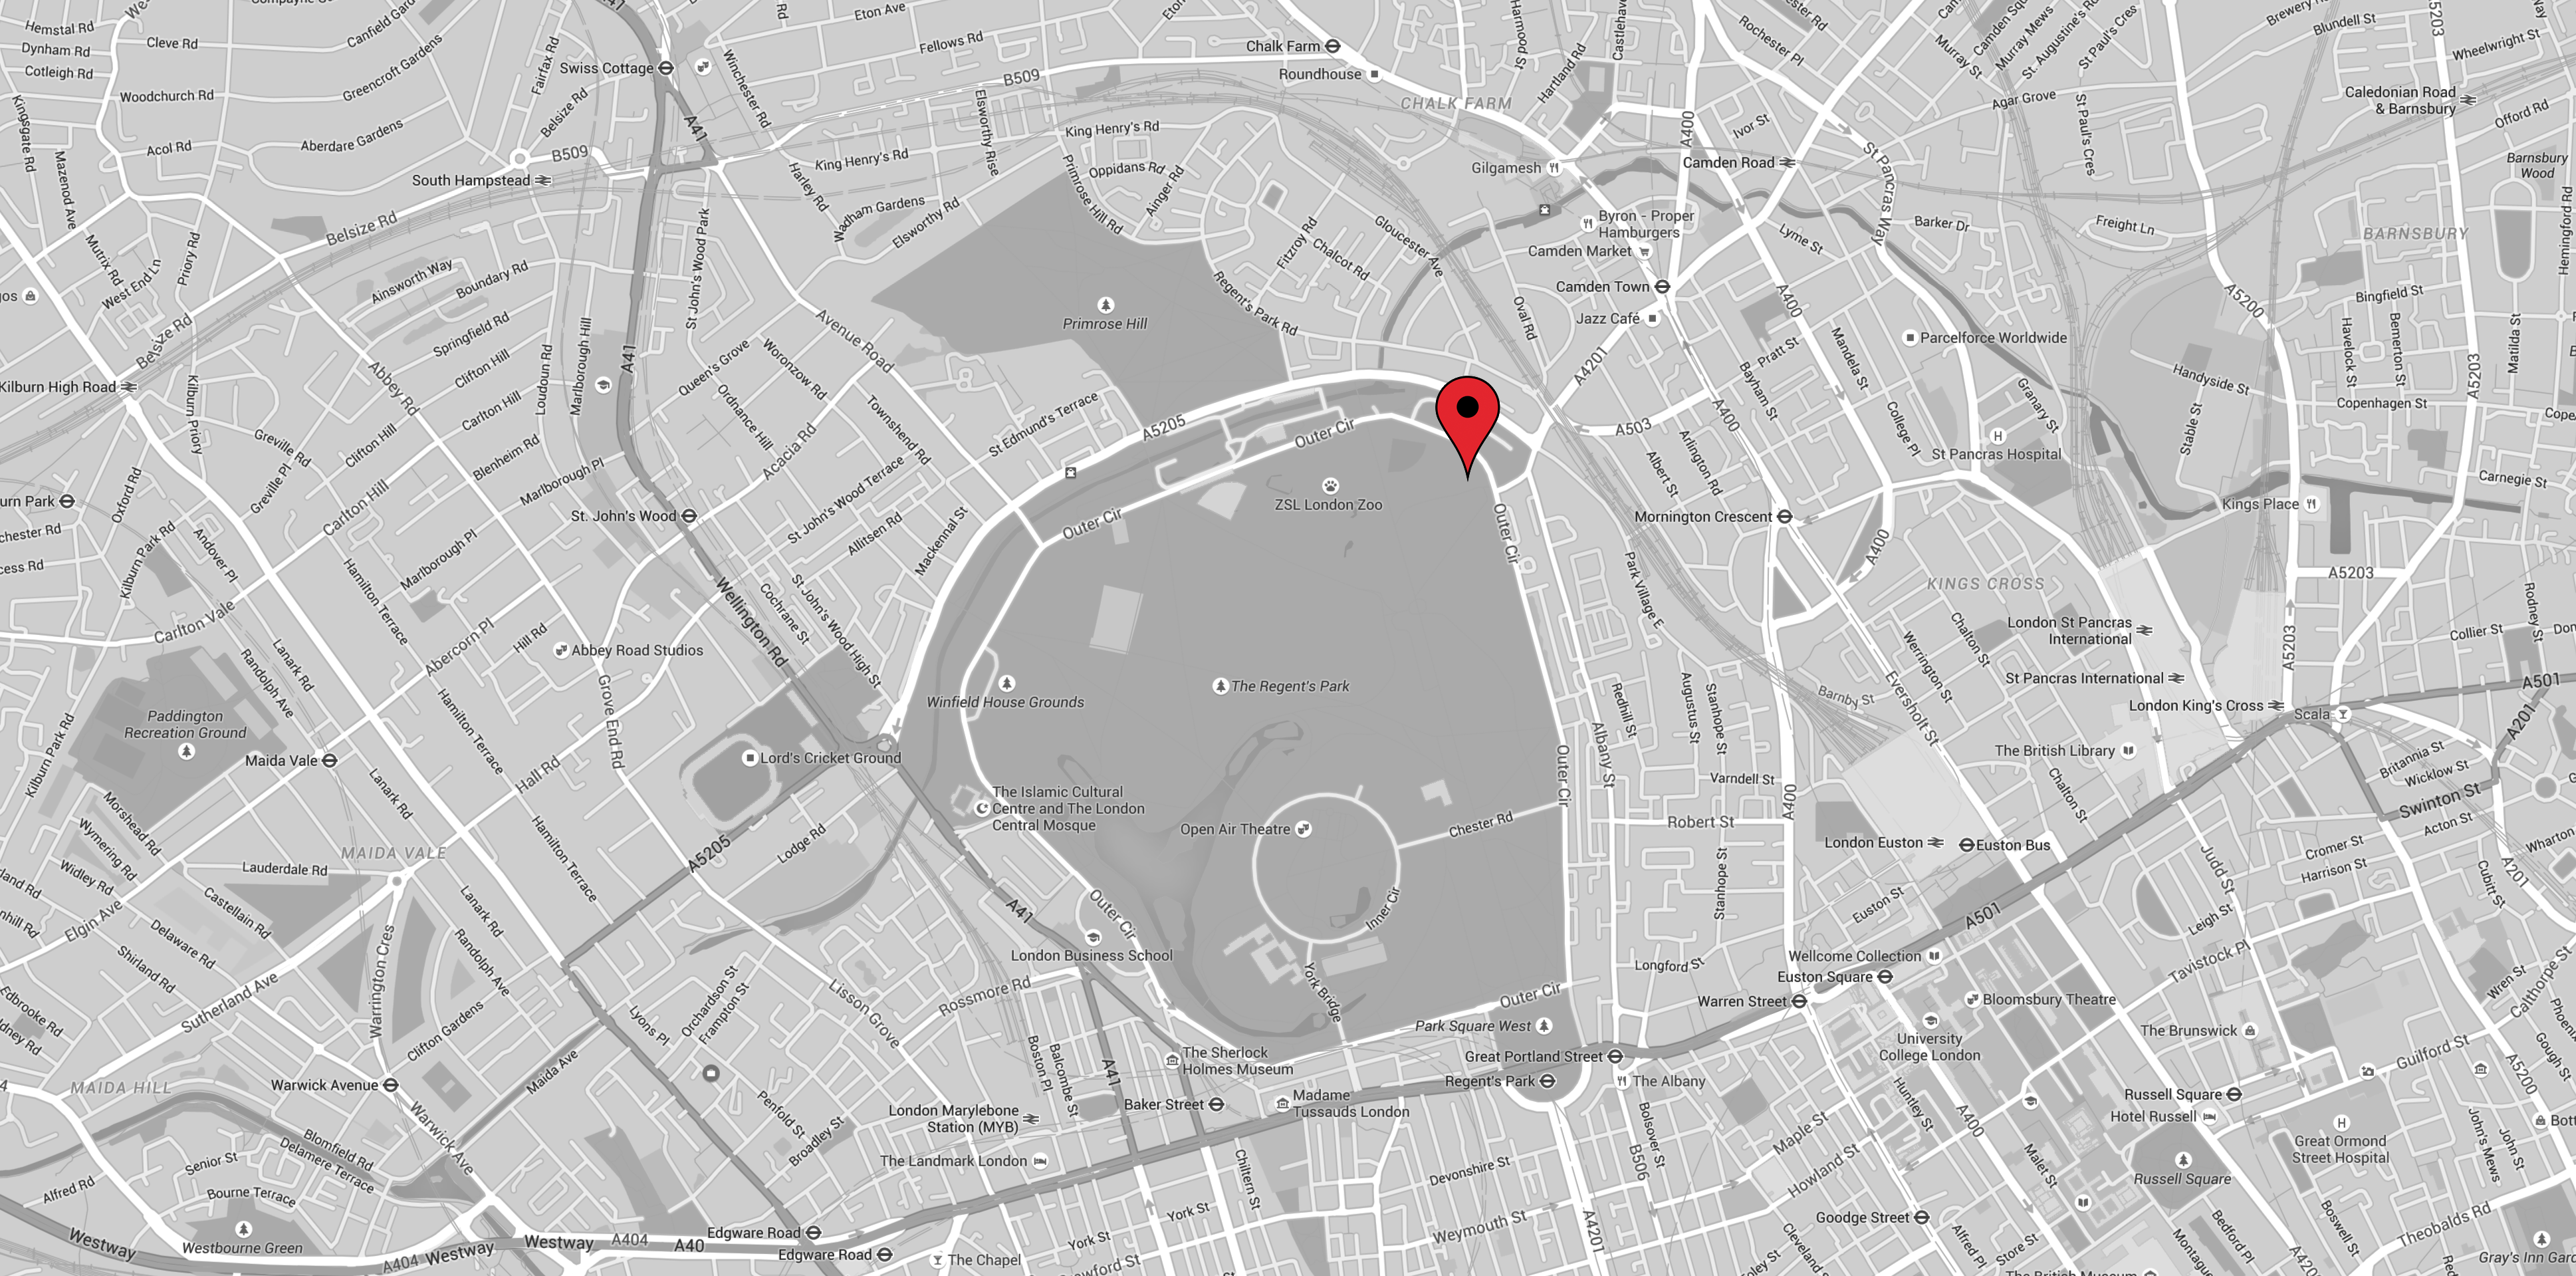 Hemstal Rd
Dynham Rd
Cotleigh Rd
Cleve Rd
Canfield Gardens
Greencroft Gardens
Woodchurch Rd
Kingsgate Rd
Mazenod Ave
Acol Rd
Aberdare Gardens
Fairfax Rd
Belsize Rd
B509
South Hampstead
Swiss Cottage
A41
A41
Winchester Rd
Eton Ave
Fellows Rd
B509
Elsworthy Rise
King Henry's Rd
King Henry's Rd
Harley Rd
Wadham Gardens
Elsworthy Rd
Primrose Hill Rd
Oppidans Rd
Ainger Rd
Chalk Farm
Roundhouse
CHALK FARM
Harmood St
Hartland Rd
Rochester Rd
Rochester Pl
Ivor St
A400
Camden Road
St Pancras Way
Murray St
Murray Mews
St. Augustine's Rd
St Paul's Cres
St Paul's Cres
Agar Grove
Brewery Rd
Blundell St
A5203
Wheelwright St
Caledonian Road
& Barnsbury
Offord Rd
Barnsbury
Wood
Hemingford Rd
Gilgamesh
Byron - Proper
Hamburgers
Camden Market
Camden Town
Jazz Café
Lyme St
Barker Dr
Freight Ln
BARNSBURY
Bingfield St
Havelock St
Bemerton St
Matilda St
A5203
A5200
Copenhagen St
Handyside St
Stable St
Carnegie St
Kings Place
Parcelforce Worldwide
Granary St
St Pancras Hospital
A400
Pratt St
Mandela St
Bayham St
College Pl
A400
A503
A4201
Arlington Rd
Albert St
Oval Rd
Gloucester Ave
Fitzroy Rd
Chalcot Rd
Regent's Park Rd
Primrose Hill
Belsize Rd
Priory Rd
Mutrix Rd
West End Ln
Belsize Rd
Kilburn High Road
Kilburn Priory
Ainsworth Way
Boundary Rd
Springfield Rd
Clifton Hill
Abbey Rd
Carlton Hill
Loudoun Rd
Marlborough Hill
A41
St John's Wood Park
Avenue Road
Queen's Grove
Woronzow Rd
Ordnance Hill
Acacia Rd
Townshend Rd
St Edmund's Terrace
A5205
Outer Cir
Outer Cir
ZSL London Zoo
Greville Rd
Greville Pl
Clifton Hill
Blenheim Rd
Marlborough Pl
Carlton Hill
Marlborough Pl
St. John's Wood
St John's Wood Terrace
Allitsen Rd
Mackennal St
Oxford Rd
Kilburn Park Rd
Andover Pl
Carlton Vale
Hamilton Terrace
Wellington Rd
Cochrane St
St John's Wood High St
Outer Cir
Mornington Crescent
Park Village E
A400
KINGS CROSS
Chalton St
Werrington St
Eversholt St
London St Pancras
International
St Pancras International
London King's Cross
Scala
A5203
A5203
Rodney St
Collier St
A501
A201
Randolph Ave
Lanark Rd
Abercorn Pl
Hill Rd
Abbey Road Studios
Grove End Rd
Paddington
Recreation Ground
Kilburn Park Rd
Maida Vale
Hamilton Terrace
Lanark Rd
Hall Rd
Lord's Cricket Ground
Winfield House Grounds
The Regent's Park
Redhill St
Augustus St
Stanhope St
Albany St
Outer Cir
Varndell St
Barnby St
The British Library
Chalton St
Britannia St
Wicklow St
Swinton St
Acton St
Morshead Rd
Wymering Rd
Widley Rd
MAIDA VALE
Lauderdale Rd
Hamilton Terrace
A5205
Lodge Rd
The Islamic Cultural
Centre and The London
Central Mosque
Open Air Theatre
Chester Rd
Robert St
A400
Stanhope St
London Euston
Euston Bus
Euston St
A501
Judd St
Cromer St
Harrison St
Cubitt St
A201
Leigh St
Tavistock Pl
Elgin Ave
Castellain Rd
Delaware Rd
Shirland Rd
Warrington Cres
Lanark Rd
Randolph Ave
A41
Outer Cir
London Business School
Inner Cir
York Bridge
Longford St
Outer Cir
Wellcome Collection
Euston Square
Warren Street
Bloomsbury Theatre
The Brunswick
Wren St
Calthorpe St
Sutherland Ave
Clifton Gardens
Lyons Pl
Orchardson St
Frampton St
Lisson Grove
Rossmore Rd
Boston Pl
Balcombe St
A41
The Sherlock
Holmes Museum
Park Square West
Great Portland Street
Regent's Park
The Albany
University
College London
Guilford St
Gough St
A5200
MAIDA HILL
Warwick Avenue
Warwick Ave
Maida Ave
Penfold St
Broadley St
London Marylebone
Station (MYB)
Baker Street
Madame
Tussauds London
Bolsover St
B506
Maple St
Howland St
Huntley St
A400
Malet St
Russell Square
Hotel Russell
Russell Square
Great Ormond
Street Hospital
John's Mews
John St
Alfred Rd
Senior St
Bourne Terrace
Blomfield Rd
Delamere Terrace
Westbourne Green
Westway
A404
Westway
Westway
A404
A40
Edgware Road
Edgware Road
The Landmark London
The Chapel
Chiltern St
York St
York St
Devonshire St
Weymouth St
A4201
Goodge Street
Alfred Pl
Store St
Bedford Pl
Boswell St
Theobalds Rd